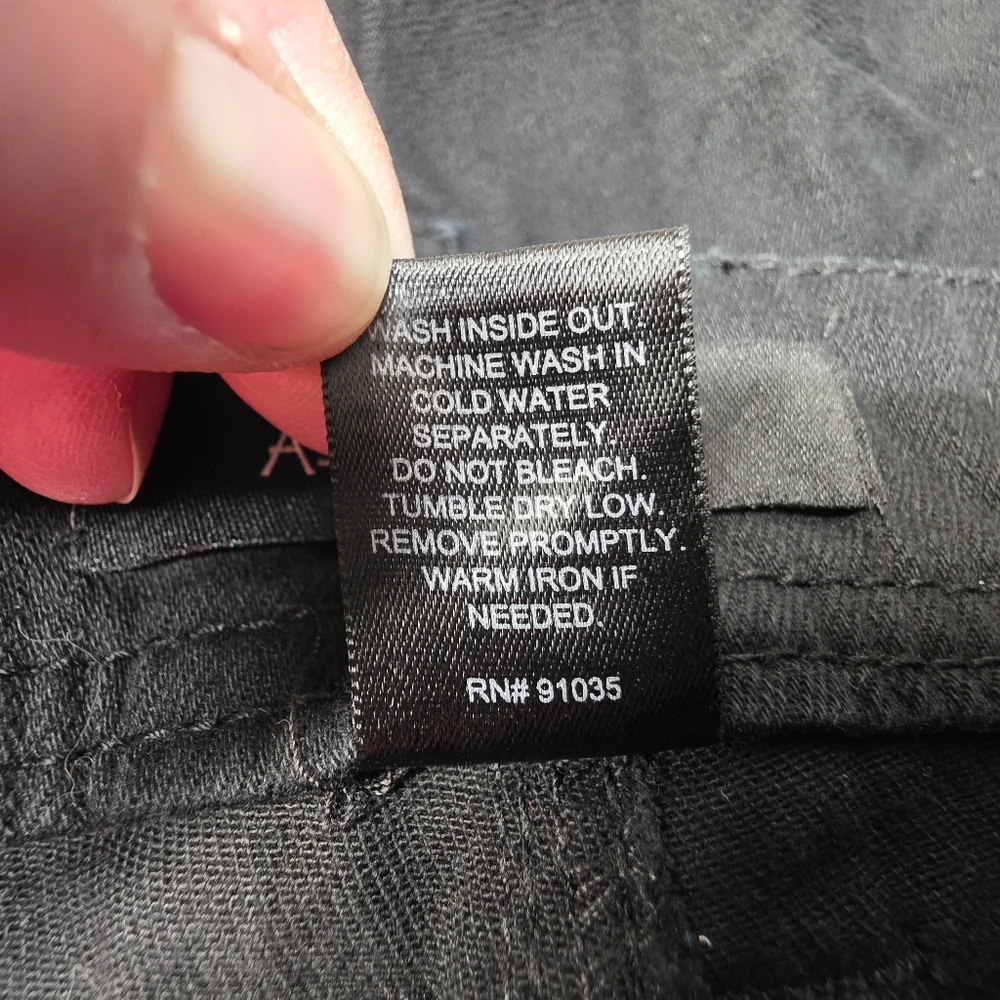 WASH INSIDE OUT.
MACHINE WASH IN
COLD WATER
SEPARATELY.
DO NOT BLEACH.
TUMBLE DRY LOW.
REMOVE PROMPTLY.
WARM IRON IF
NEEDED.
RN# 91035